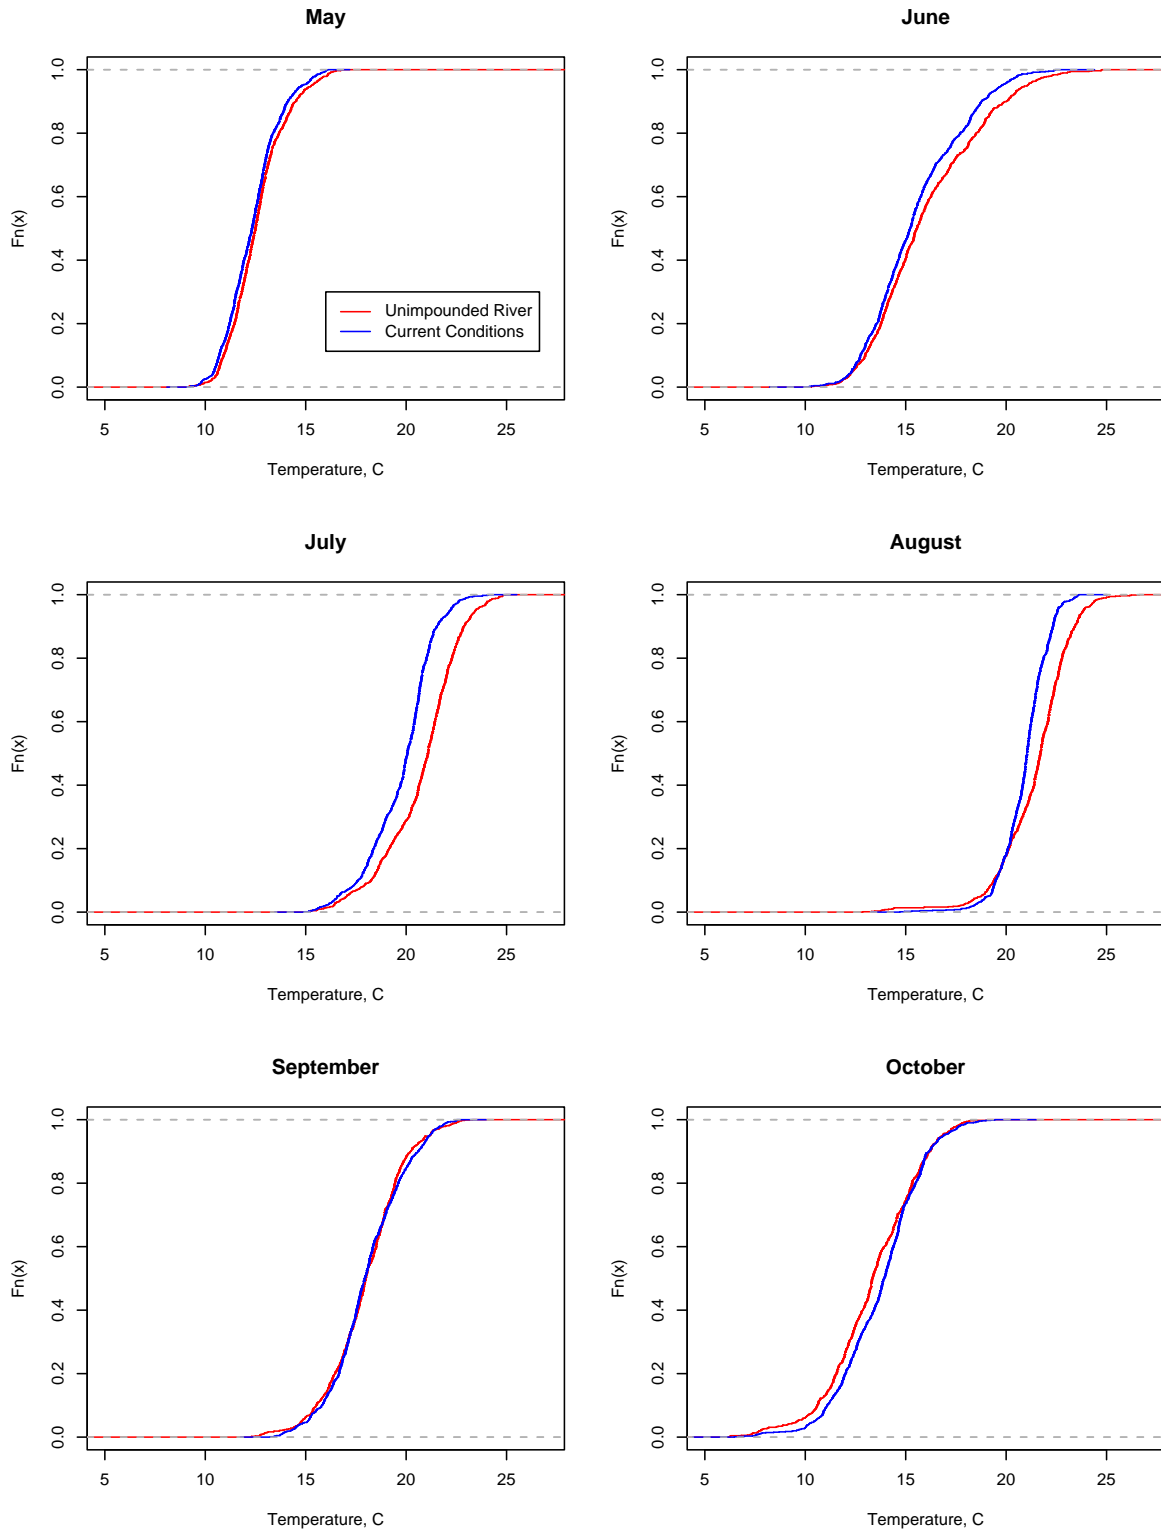 May
Fn(x)
0.0 0.2 0.4 0.6 0.8 1.0
Unimpounded River
Current Conditions
5 10 15 20 25
Temperature, C
June
Fn(x)
0.0 0.2 0.4 0.6 0.8 1.0
5 10 15 20 25
Temperature, C
July
Fn(x)
0.0 0.2 0.4 0.6 0.8 1.0
5 10 15 20 25
Temperature, C
August
Fn(x)
0.0 0.2 0.4 0.6 0.8 1.0
5 10 15 20 25
Temperature, C
September
Fn(x)
0.0 0.2 0.4 0.6 0.8 1.0
5 10 15 20 25
Temperature, C
October
Fn(x)
0.0 0.2 0.4 0.6 0.8 1.0
5 10 15 20 25
Temperature, C